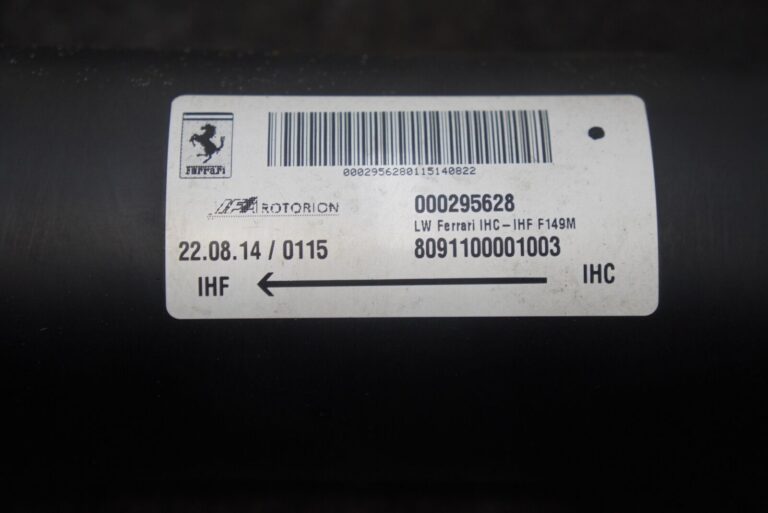 Ferrari
0002956280115140822
IFA ROTORION
000295628
LW Ferrari IHC-IHF F149M
22.08.14 / 0115
8091100001003
IHF
IHC